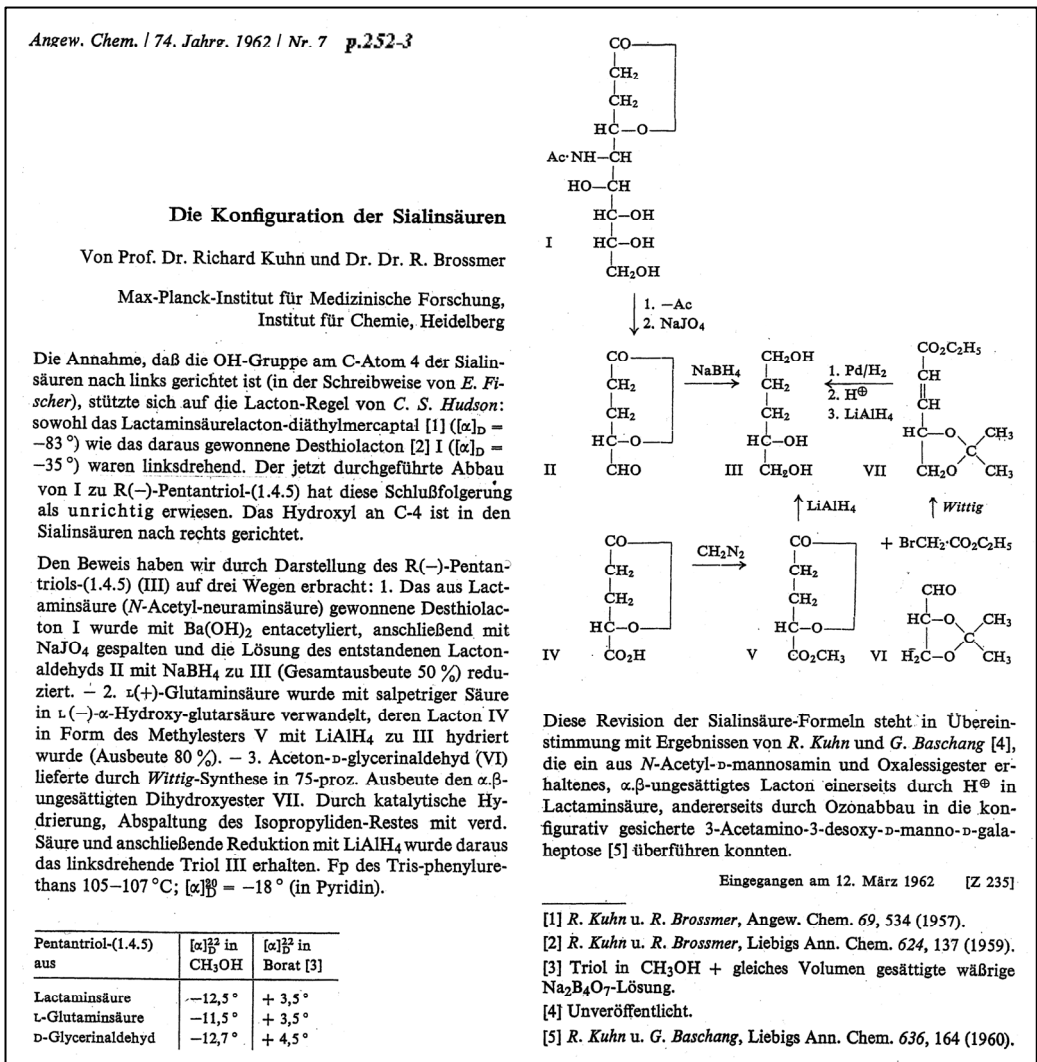 Angew. Chem. / 74. Jahrg. 1962 / Nr. 7 p.252-3
Die Konfiguration der Sialinsäuren
Von Prof. Dr. Richard Kuhn und Dr. Dr. R. Brossmer
Max-Planck-Institut für Medizinische Forschung,
Institut für Chemie, Heidelberg
Die Annahme, daß die OH-Gruppe am C-Atom 4 der Sialin-
säuren nach links gerichtet ist (in der Schreibweise von E. Fi-
scher), stützte sich auf die Lacton-Regel von C. S. Hudson:
sowohl das Lactaminsäurelacton-diäthylmercaptal [1] ([α]D =
−83 °) wie das daraus gewonnene Desthiolacton [2] I ([α]D =
−35 °) waren linksdrehend. Der jetzt durchgeführte Abbau
von I zu R(−)-Pentantriol-(1.4.5) hat diese Schlußfolgerung
als unrichtig erwiesen. Das Hydroxyl an C-4 ist in den
Sialinsäuren nach rechts gerichtet.
Den Beweis haben wir durch Darstellung des R(−)-Pentan-
triols-(1.4.5) (III) auf drei Wegen erbracht: 1. Das aus Lact-
aminsäure (N-Acetyl-neuraminsäure) gewonnene Desthiolac-
ton I wurde mit Ba(OH)2 entacetyliert, anschließend mit
NaJO4 gespalten und die Lösung des entstandenen Lacton-
aldehyds II mit NaBH4 zu III (Gesamtausbeute 50 %) redu-
ziert. − 2. L(+)-Glutaminsäure wurde mit salpetriger Säure
in L(−)-α-Hydroxy-glutarsäure verwandelt, deren Lacton IV
in Form des Methylesters V mit LiAlH4 zu III hydriert
wurde (Ausbeute 80 %). − 3. Aceton-D-glycerinaldehyd (VI)
lieferte durch Wittig-Synthese in 75-proz. Ausbeute den α.β-
ungesättigten Dihydroxyester VII. Durch katalytische Hy-
drierung, Abspaltung des Isopropyliden-Restes mit verd.
Säure und anschließende Reduktion mit LiAlH4 wurde daraus
das linksdrehende Triol III erhalten. Fp des Tris-phenylure-
thans 105−107 °C; [α]20D = −18 ° (in Pyridin).
Pentantriol-(1.4.5) [α]22D in [α]22D in
aus CH3OH Borat [3]
Lactaminsäure −12,5 ° + 3,5 °
L-Glutaminsäure −11,5 ° + 3,5 °
D-Glycerinaldehyd −12,7 ° + 4,5 °
CO
CH2
CH2
HC−O
Ac·NH−CH
HO−CH
HC−OH
I HC−OH
CH2OH
1. −Ac
2. NaJO4
CO
CH2
CH2
HC−O
II CHO
NaBH4
CH2OH
CH2
CH2
HC−OH
III CH2OH
1. Pd/H2
2. H⊕
3. LiAlH4
CO2C2H5
CH
CH
HC−O CH3
C
VII H2C−O CH3
LiAlH4
Wittig
+ BrCH2·CO2C2H5
CO
CH2
CH2
HC−O
IV CO2H
CH2N2
CO
CH2
CH2
HC−O
V CO2CH3
CHO
HC−O CH3
C
VI H2C−O CH3
Diese Revision der Sialinsäure-Formeln steht in Überein-
stimmung mit Ergebnissen von R. Kuhn und G. Baschang [4],
die ein aus N-Acetyl-D-mannosamin und Oxalessigester er-
haltenes, α.β-ungesättigtes Lacton einerseits durch H⊕ in
Lactaminsäure, andererseits durch Ozonabbau in die kon-
figurativ gesicherte 3-Acetamino-3-desoxy-D-manno-D-gala-
heptose [5] überführen konnten.
Eingegangen am 12. März 1962 [Z 235]
[1] R. Kuhn u. R. Brossmer, Angew. Chem. 69, 534 (1957).
[2] R. Kuhn u. R. Brossmer, Liebigs Ann. Chem. 624, 137 (1959).
[3] Triol in CH3OH + gleiches Volumen gesättigte wäßrige
Na2B4O7-Lösung.
[4] Unveröffentlicht.
[5] R. Kuhn u. G. Baschang, Liebigs Ann. Chem. 636, 164 (1960).